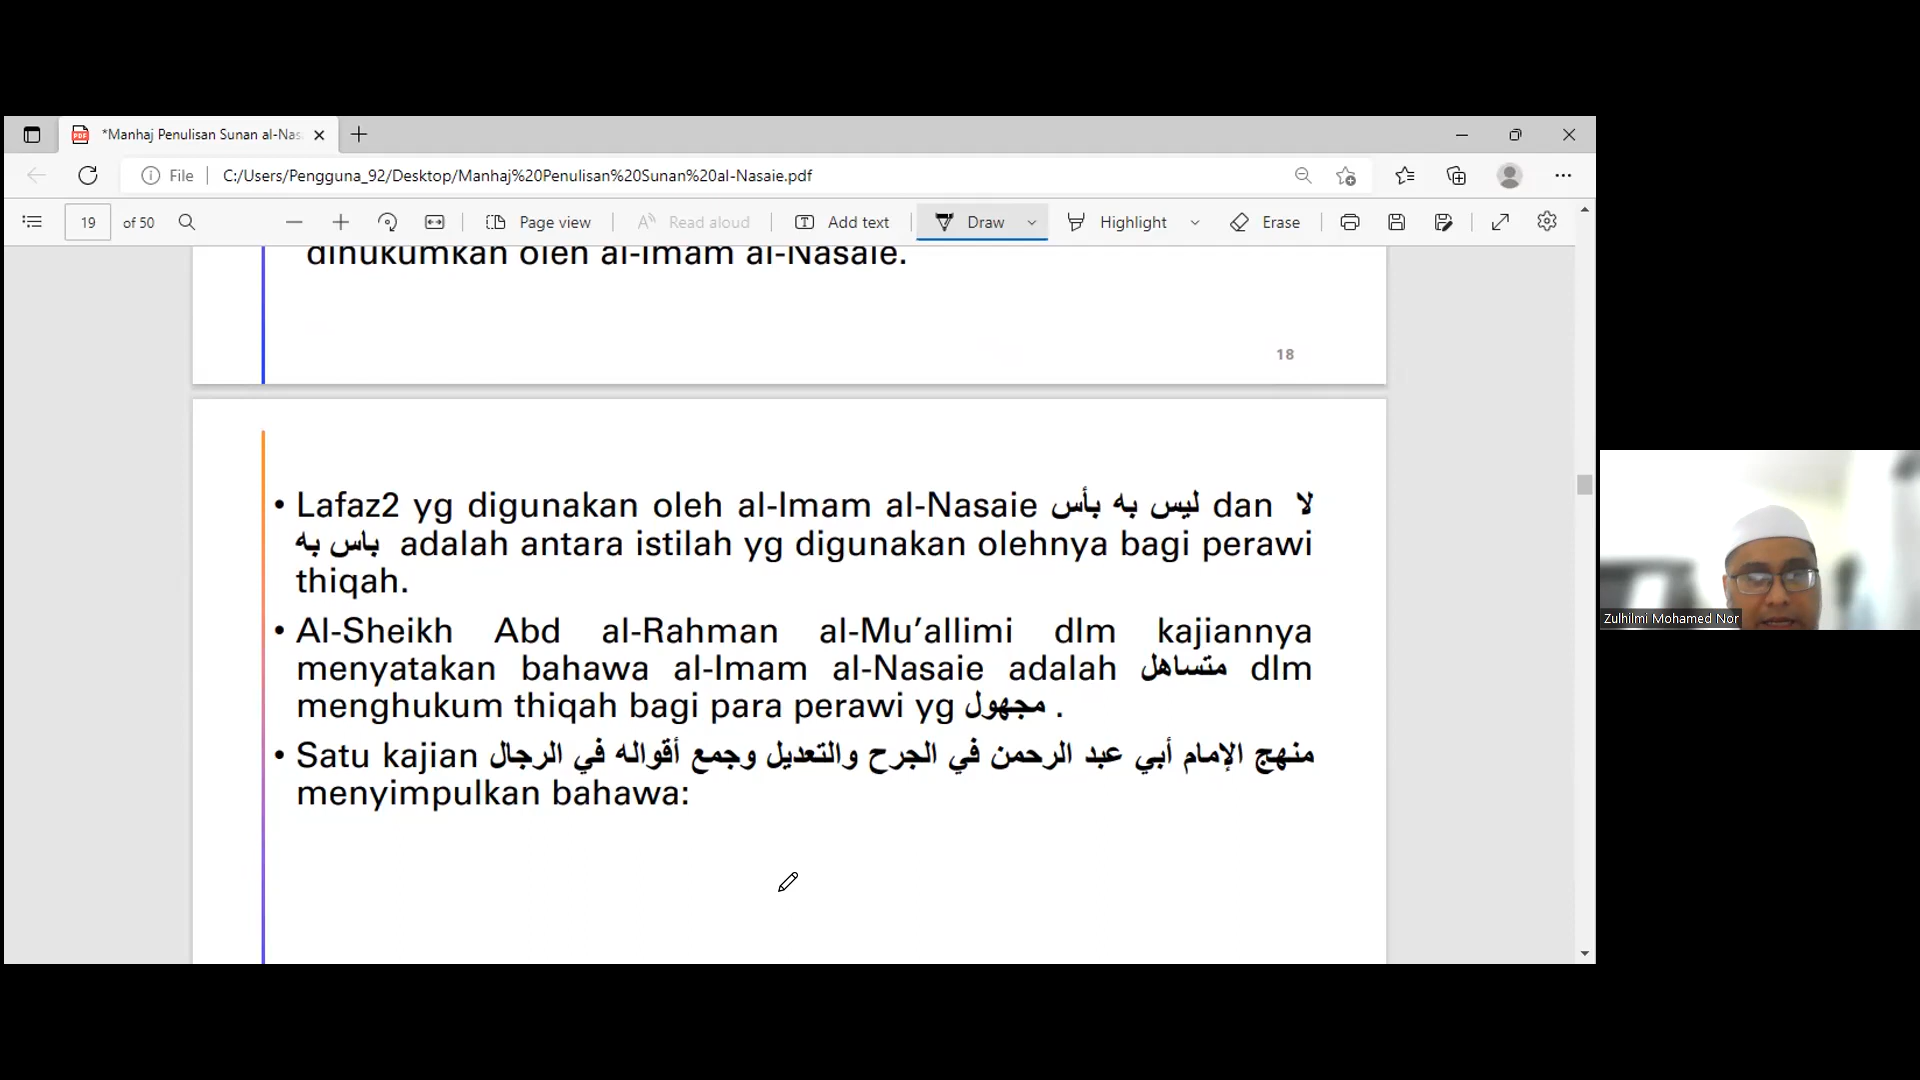 *Manhaj Penulisan Sunan al-Nas
File C:/Users/Pengguna_92/Desktop/Manhaj%20Penulisan%20Sunan%20al-Nasaie.pdf
19 of 50 Page view Read aloud Add text Draw Highlight Erase
dihukumkan oleh al-Imam al-Nasaie.
18
• Lafaz2 yg digunakan oleh al-Imam al-Nasaie ليس به بأس dan لا
باس به adalah antara istilah yg digunakan olehnya bagi perawi
thiqah.
• Al-Sheikh Abd al-Rahman al-Mu’allimi dlm kajiannya
menyatakan bahawa al-Imam al-Nasaie adalah متساهل dlm
menghukum thiqah bagi para perawi yg مجهول .
• Satu kajian منهج الإمام أبي عبد الرحمن في الجرح والتعديل وجمع أقواله في الرجال
menyimpulkan bahawa:
Zulhilmi Mohamed Nor